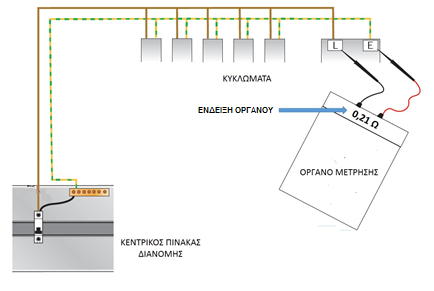 L E
ΚΥΚΛΩΜΑΤΑ
ΕΝΔΕΙΞΗ ΟΡΓΑΝΟΥ
0,21 Ω
ΟΡΓΑΝΟ ΜΕΤΡΗΣΗΣ
ΚΕΝΤΡΙΚΟΣ ΠΙΝΑΚΑΣ
ΔΙΑΝΟΜΗΣ